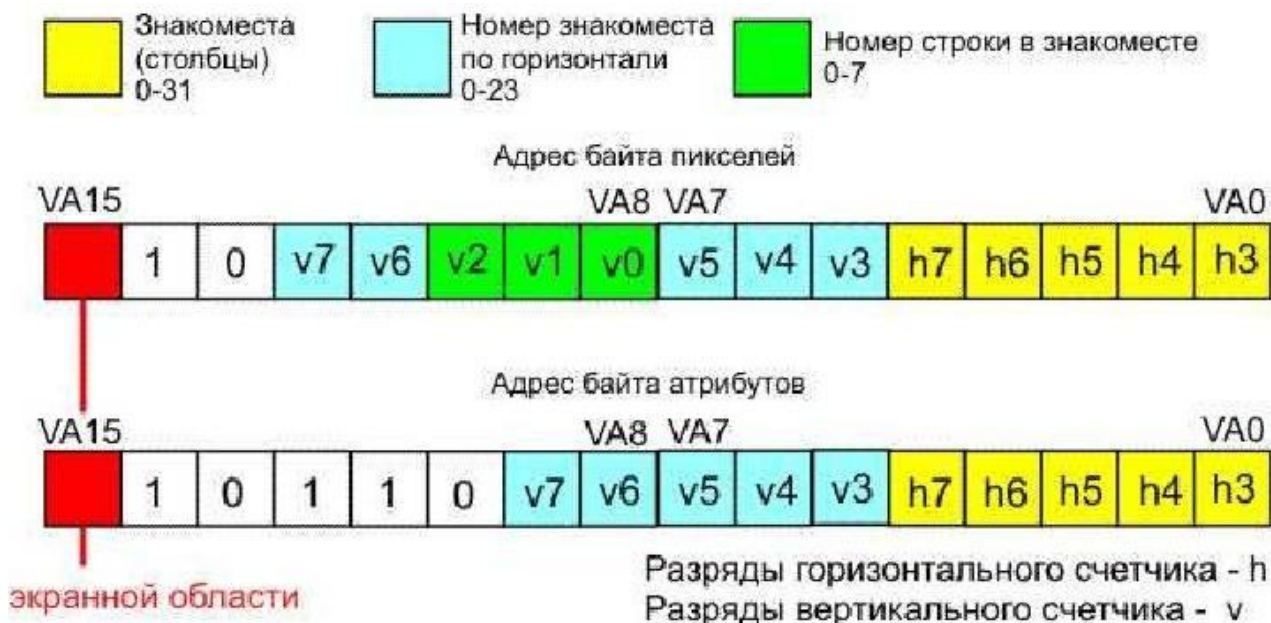 Знакоместа
(столбцы)
0-31
Номер знакоместа
по горизонтали
0-23
Номер строки в знакоместе
0-7
Адрес байта пикселей
VA15 VA8 VA7 VA0
1 0 v7 v6 v2 v1 v0 v5 v4 v3 h7 h6 h5 h4 h3
Адрес байта атрибутов
VA15 VA8 VA7 VA0
1 0 1 1 0 v7 v6 v5 v4 v3 h7 h6 h5 h4 h3
экранной области
Разряды горизонтального счетчика - h
Разряды вертикального счетчика - v